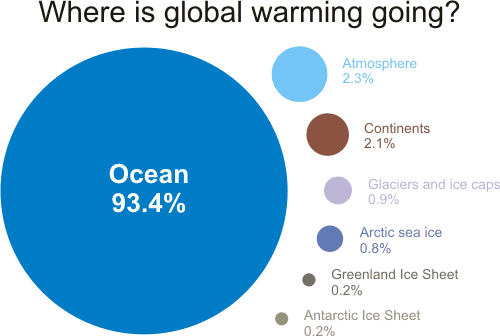 Where is global warming going?
Ocean
93.4%
Atmosphere
2.3%
Continents
2.1%
Glaciers and ice caps
0.9%
Arctic sea ice
0.8%
Greenland Ice Sheet
0.2%
Antarctic Ice Sheet
0.2%